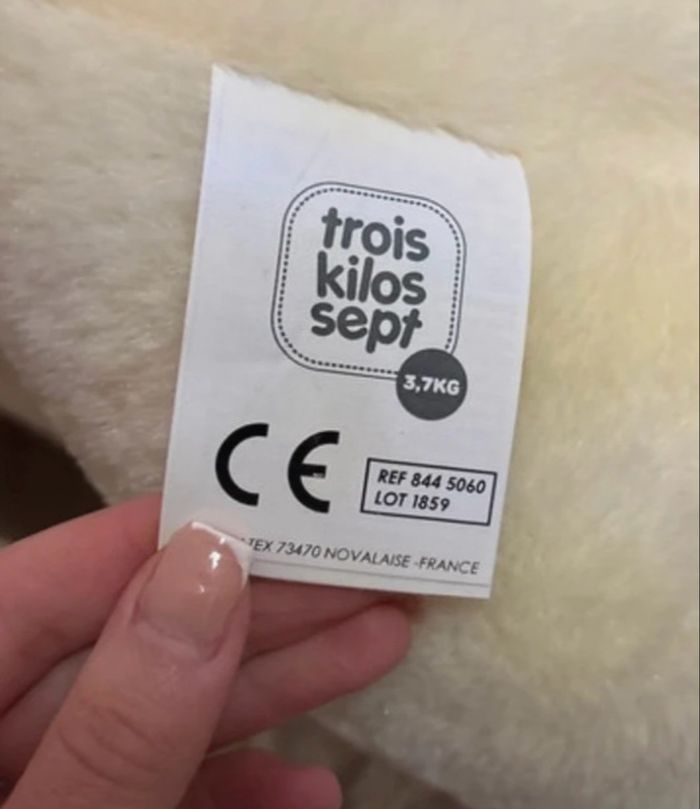 trois
kilos
sept
3,7KG
CE
REF 844 5060
LOT 1859
73470 NOVALAISE -FRANCE